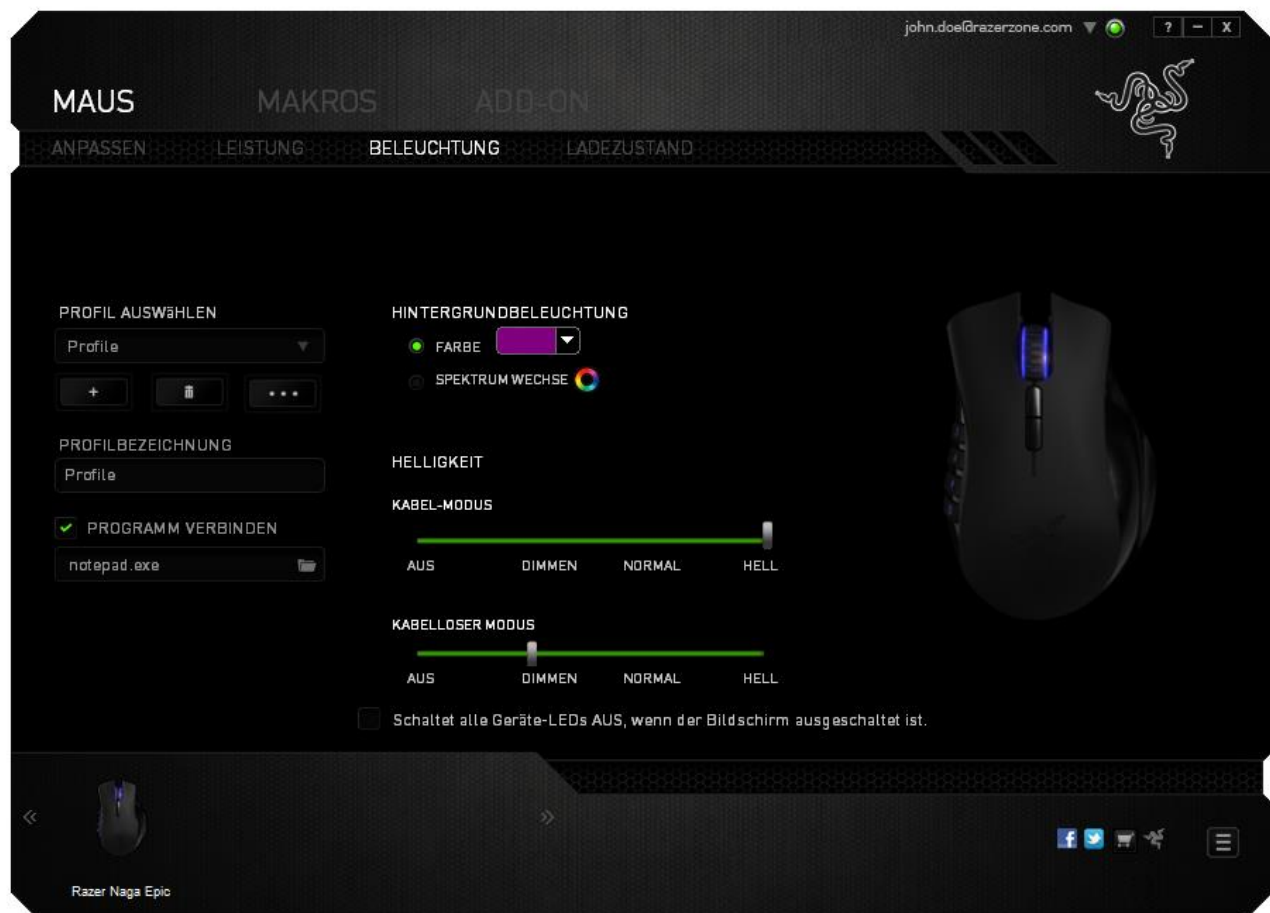 john.doe@razerzone.com
? – X
MAUS MAKROS ADD-ON
ANPASSEN LEISTUNG BELEUCHTUNG LADEZUSTAND
PROFIL AUSWäHLEN
Profile
+ ...
PROFILBEZEICHNUNG
Profile
PROGRAMM VERBINDEN
notepad.exe
HINTERGRUNDBELEUCHTUNG
FARBE
SPEKTRUM WECHSE
HELLIGKEIT
KABEL-MODUS
AUS DIMMEN NORMAL HELL
KABELLOSER MODUS
AUS DIMMEN NORMAL HELL
Schaltet alle Geräte-LEDs AUS, wenn der Bildschirm ausgeschaltet ist.
« »
Razer Naga Epic